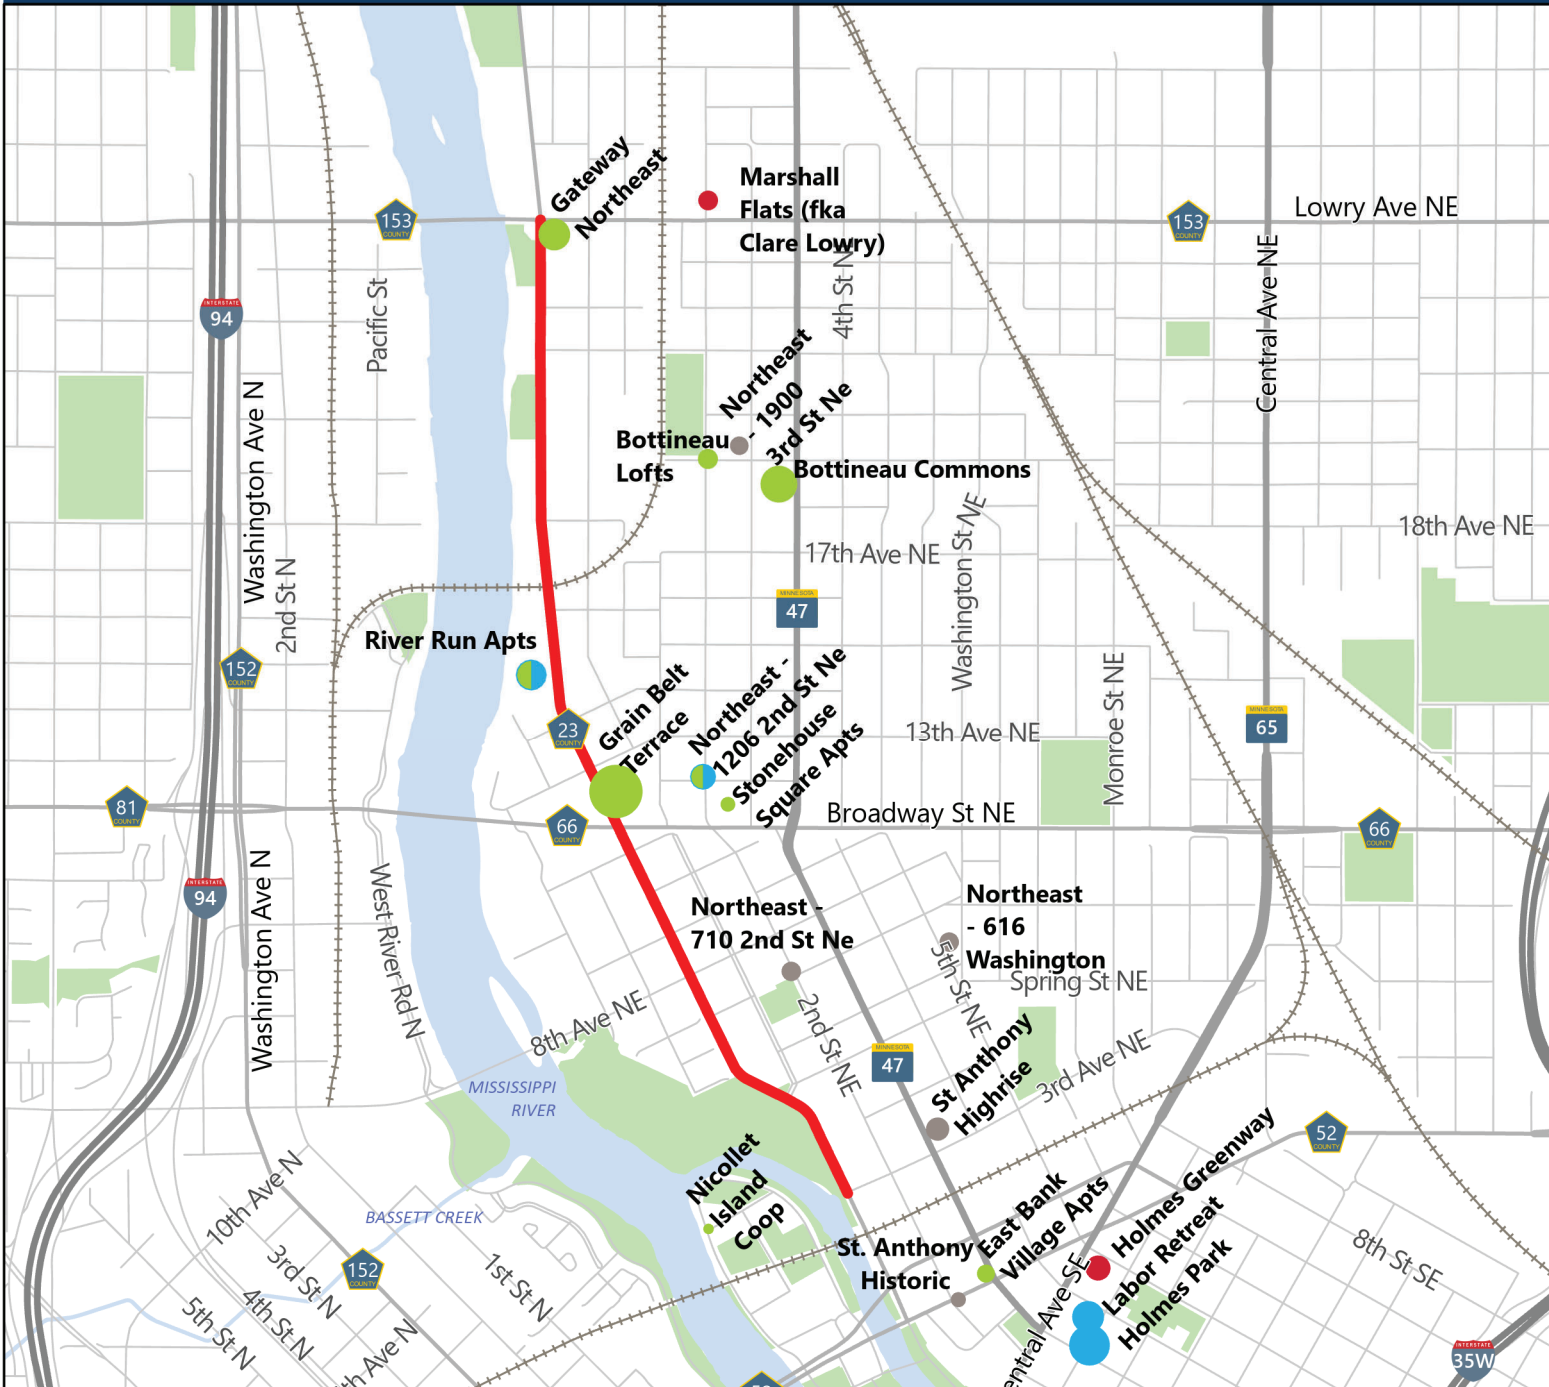 Gateway
Northeast
Marshall
Flats (fka
Clare Lowry)
153
COUNTY
153
COUNTY
Lowry Ave NE
Central Ave NE
4th St NE
Pacific St
INTERSTATE
94
Washington Ave N
2nd St N
Northeast
- 1900
3rd St Ne
Bottineau
Lofts
Bottineau Commons
18th Ave NE
17th Ave NE
Washington St NE
MINNESOTA
47
River Run Apts
152
COUNTY
Monroe St NE
Grain Belt
Terrace
Northeast -
1206 2nd St Ne
Stonehouse
Square Apts
23
COUNTY
13th Ave NE
MINNESOTA
65
81
COUNTY
66
COUNTY
Broadway St NE
66
COUNTY
INTERSTATE
94
Washington Ave N
West River Rd N
Northeast -
710 2nd St Ne
Northeast
- 616
Washington
5th St NE
Spring St NE
8th Ave NE
2nd St NE
MINNESOTA
47
St Anthony
Highrise
3rd Ave NE
MISSISSIPPI
RIVER
52
COUNTY
Nicollet
Island
Coop
10th Ave N
BASSETT CREEK
East Bank
Village Apts
Holmes Greenway
Labor Retreat
Holmes Park
St. Anthony
Historic
152
COUNTY
3rd St N
4th St N
5th St N
1st St N
8th St SE
INTERSTATE
35W